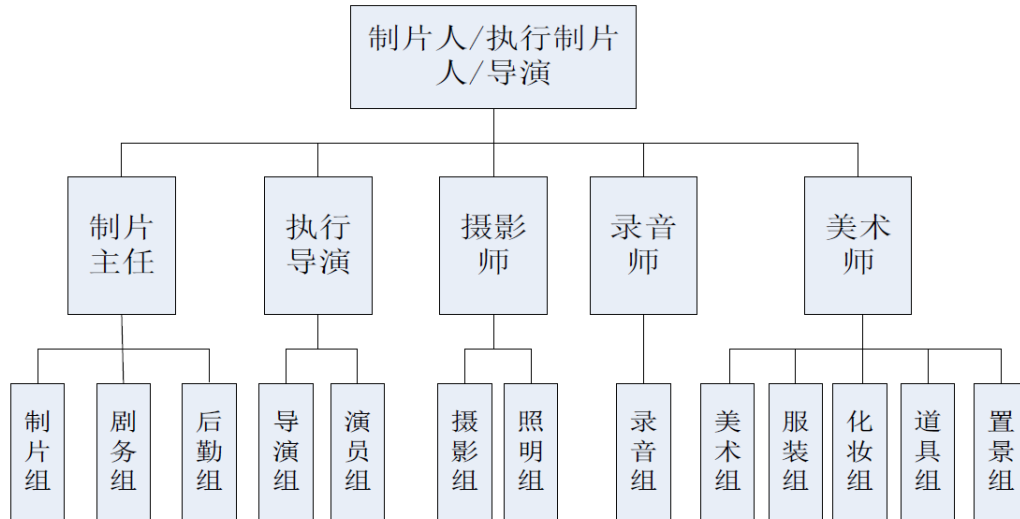 制片人/执行制片
人/导演
制片
主任
执行
导演
摄影
师
录音
师
美术
师
制片组
剧务组
后勤组
导演组
演员组
摄影组
照明组
录音组
美术组
服装组
化妆组
道具组
置景组